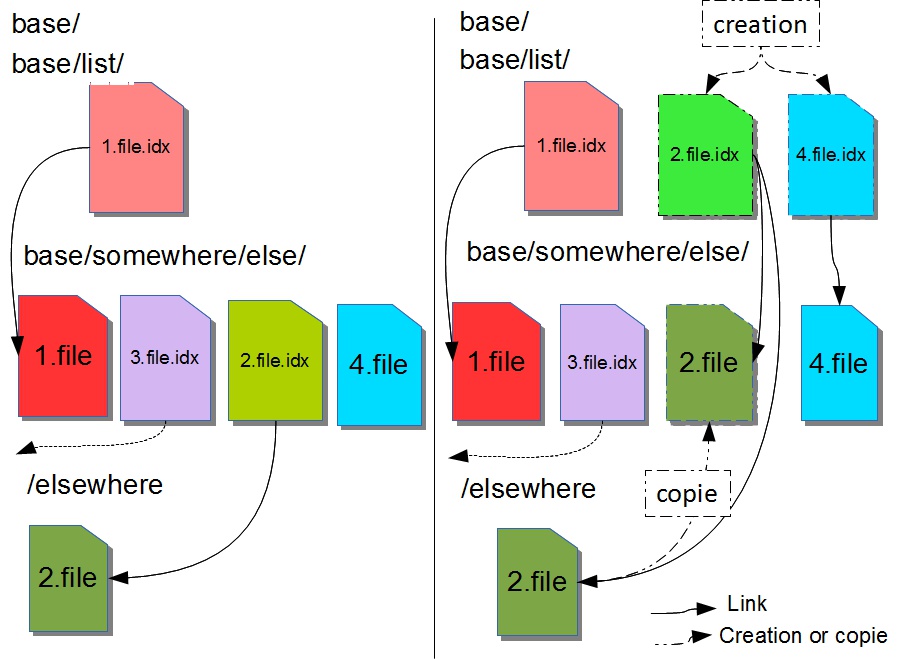 base/
base/list/
1.file.idx
base/somewhere/else/
1.file
3.file.idx
2.file.idx
4.file
/elsewhere
2.file
base/
base/list/
creation
1.file.idx
2.file.idx
4.file.idx
base/somewhere/else/
1.file
3.file.idx
2.file
4.file
/elsewhere
copie
2.file
Link
Creation or copie